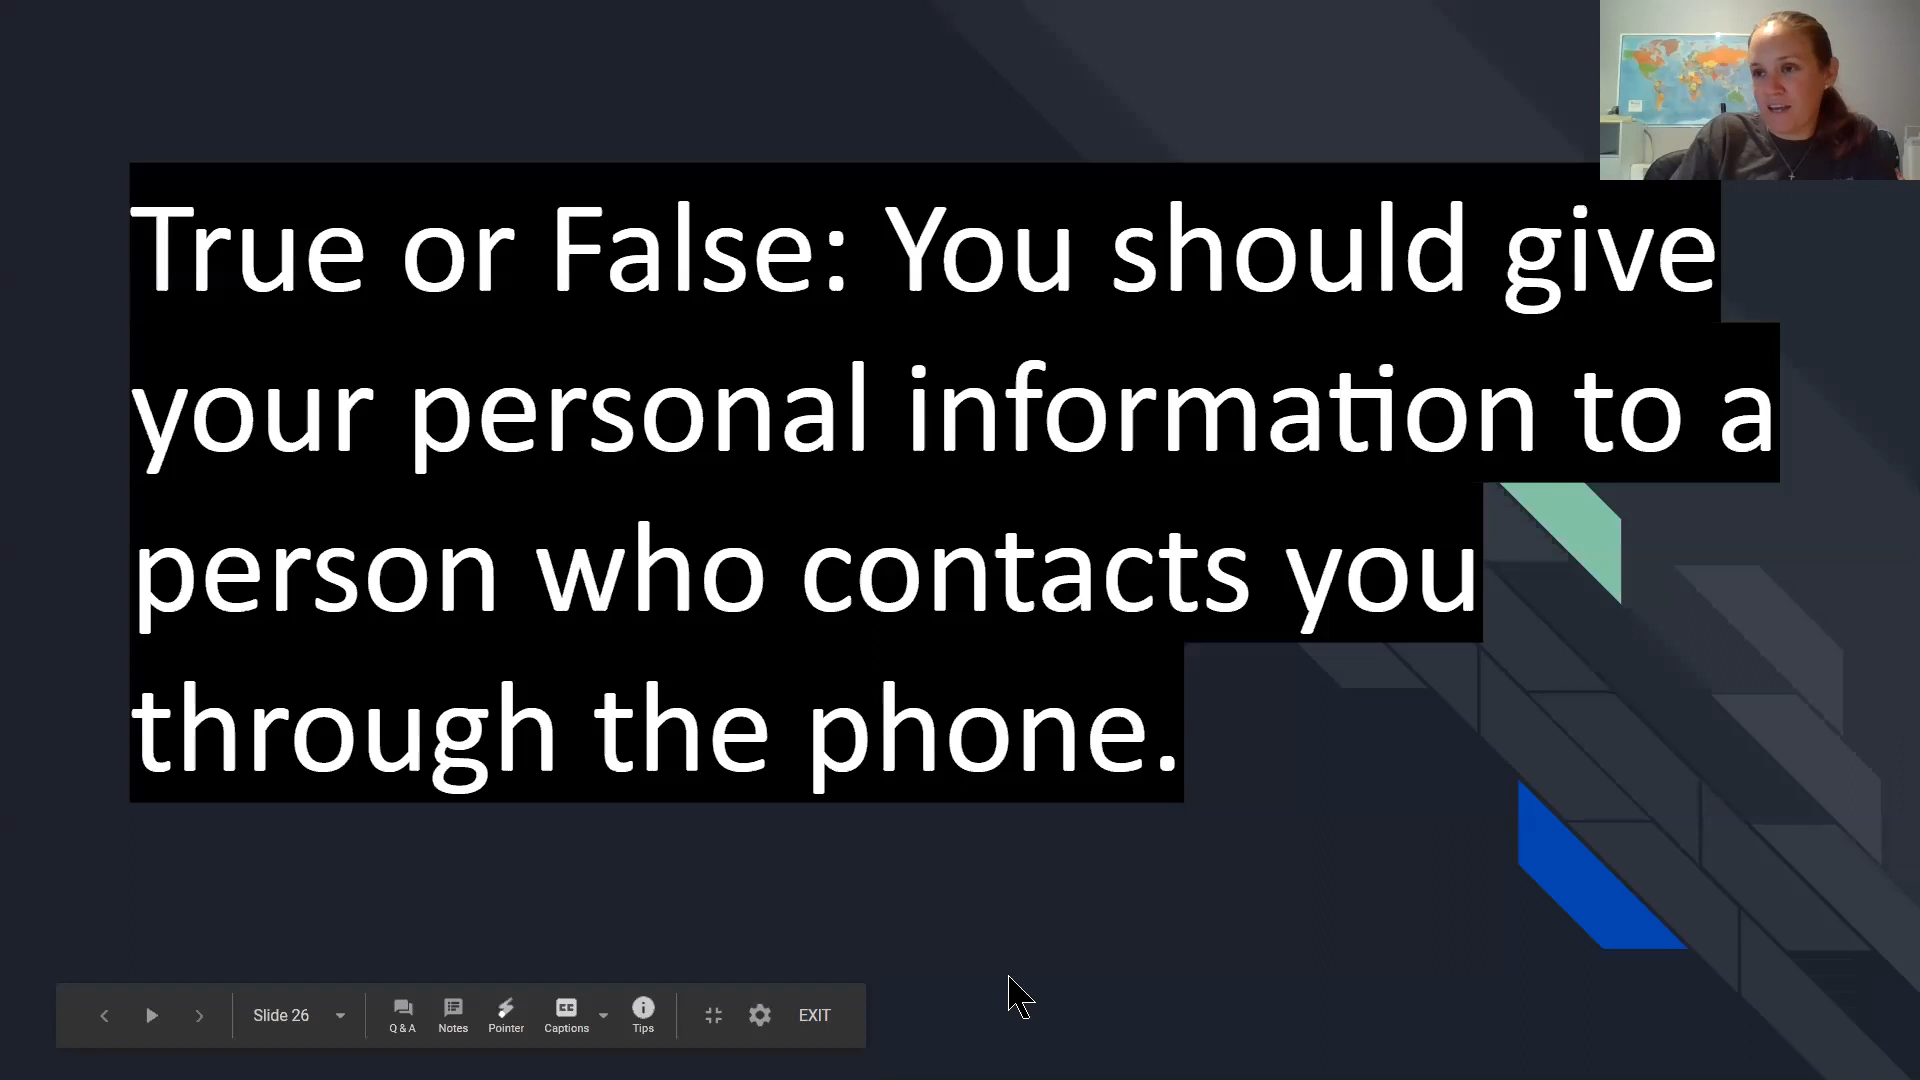 True or False: You should give
your personal information to a
person who contacts you
through the phone.
Slide 26
Q & A
Notes
Pointer
CC
Captions
Tips
EXIT